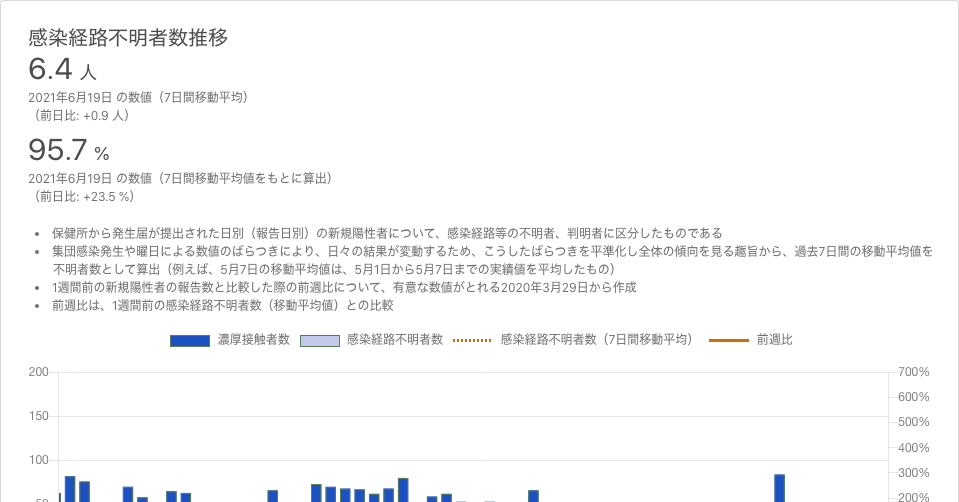 感染経路不明者数推移
6.4 人
2021年6月19日 の数値（7日間移動平均）
（前日比: +0.9 人）
95.7 %
2021年6月19日 の数値（7日間移動平均値をもとに算出）
（前日比: +23.5 %）
• 保健所から発生届が提出された日別（報告日別）の新規陽性者について、感染経路等の不明者、判明者に区分したものである
• 集団感染発生や曜日による数値のばらつきにより、日々の結果が変動するため、こうしたばらつきを平準化し全体の傾向を見る趣旨から、過去7日間の移動平均値を
不明者数として算出（例えば、5月7日の移動平均値は、5月1日から5月7日までの実績値を平均したもの）
• 1週間前の新規陽性者の報告数と比較した際の前週比について、有意な数値がとれる2020年3月29日から作成
• 前週比は、1週間前の感染経路不明者数（移動平均値）との比較
濃厚接触者数 感染経路不明者数 感染経路不明者数（7日間移動平均） 前週比
200 700%
600%
150 500%
400%
100 300%
50 200%